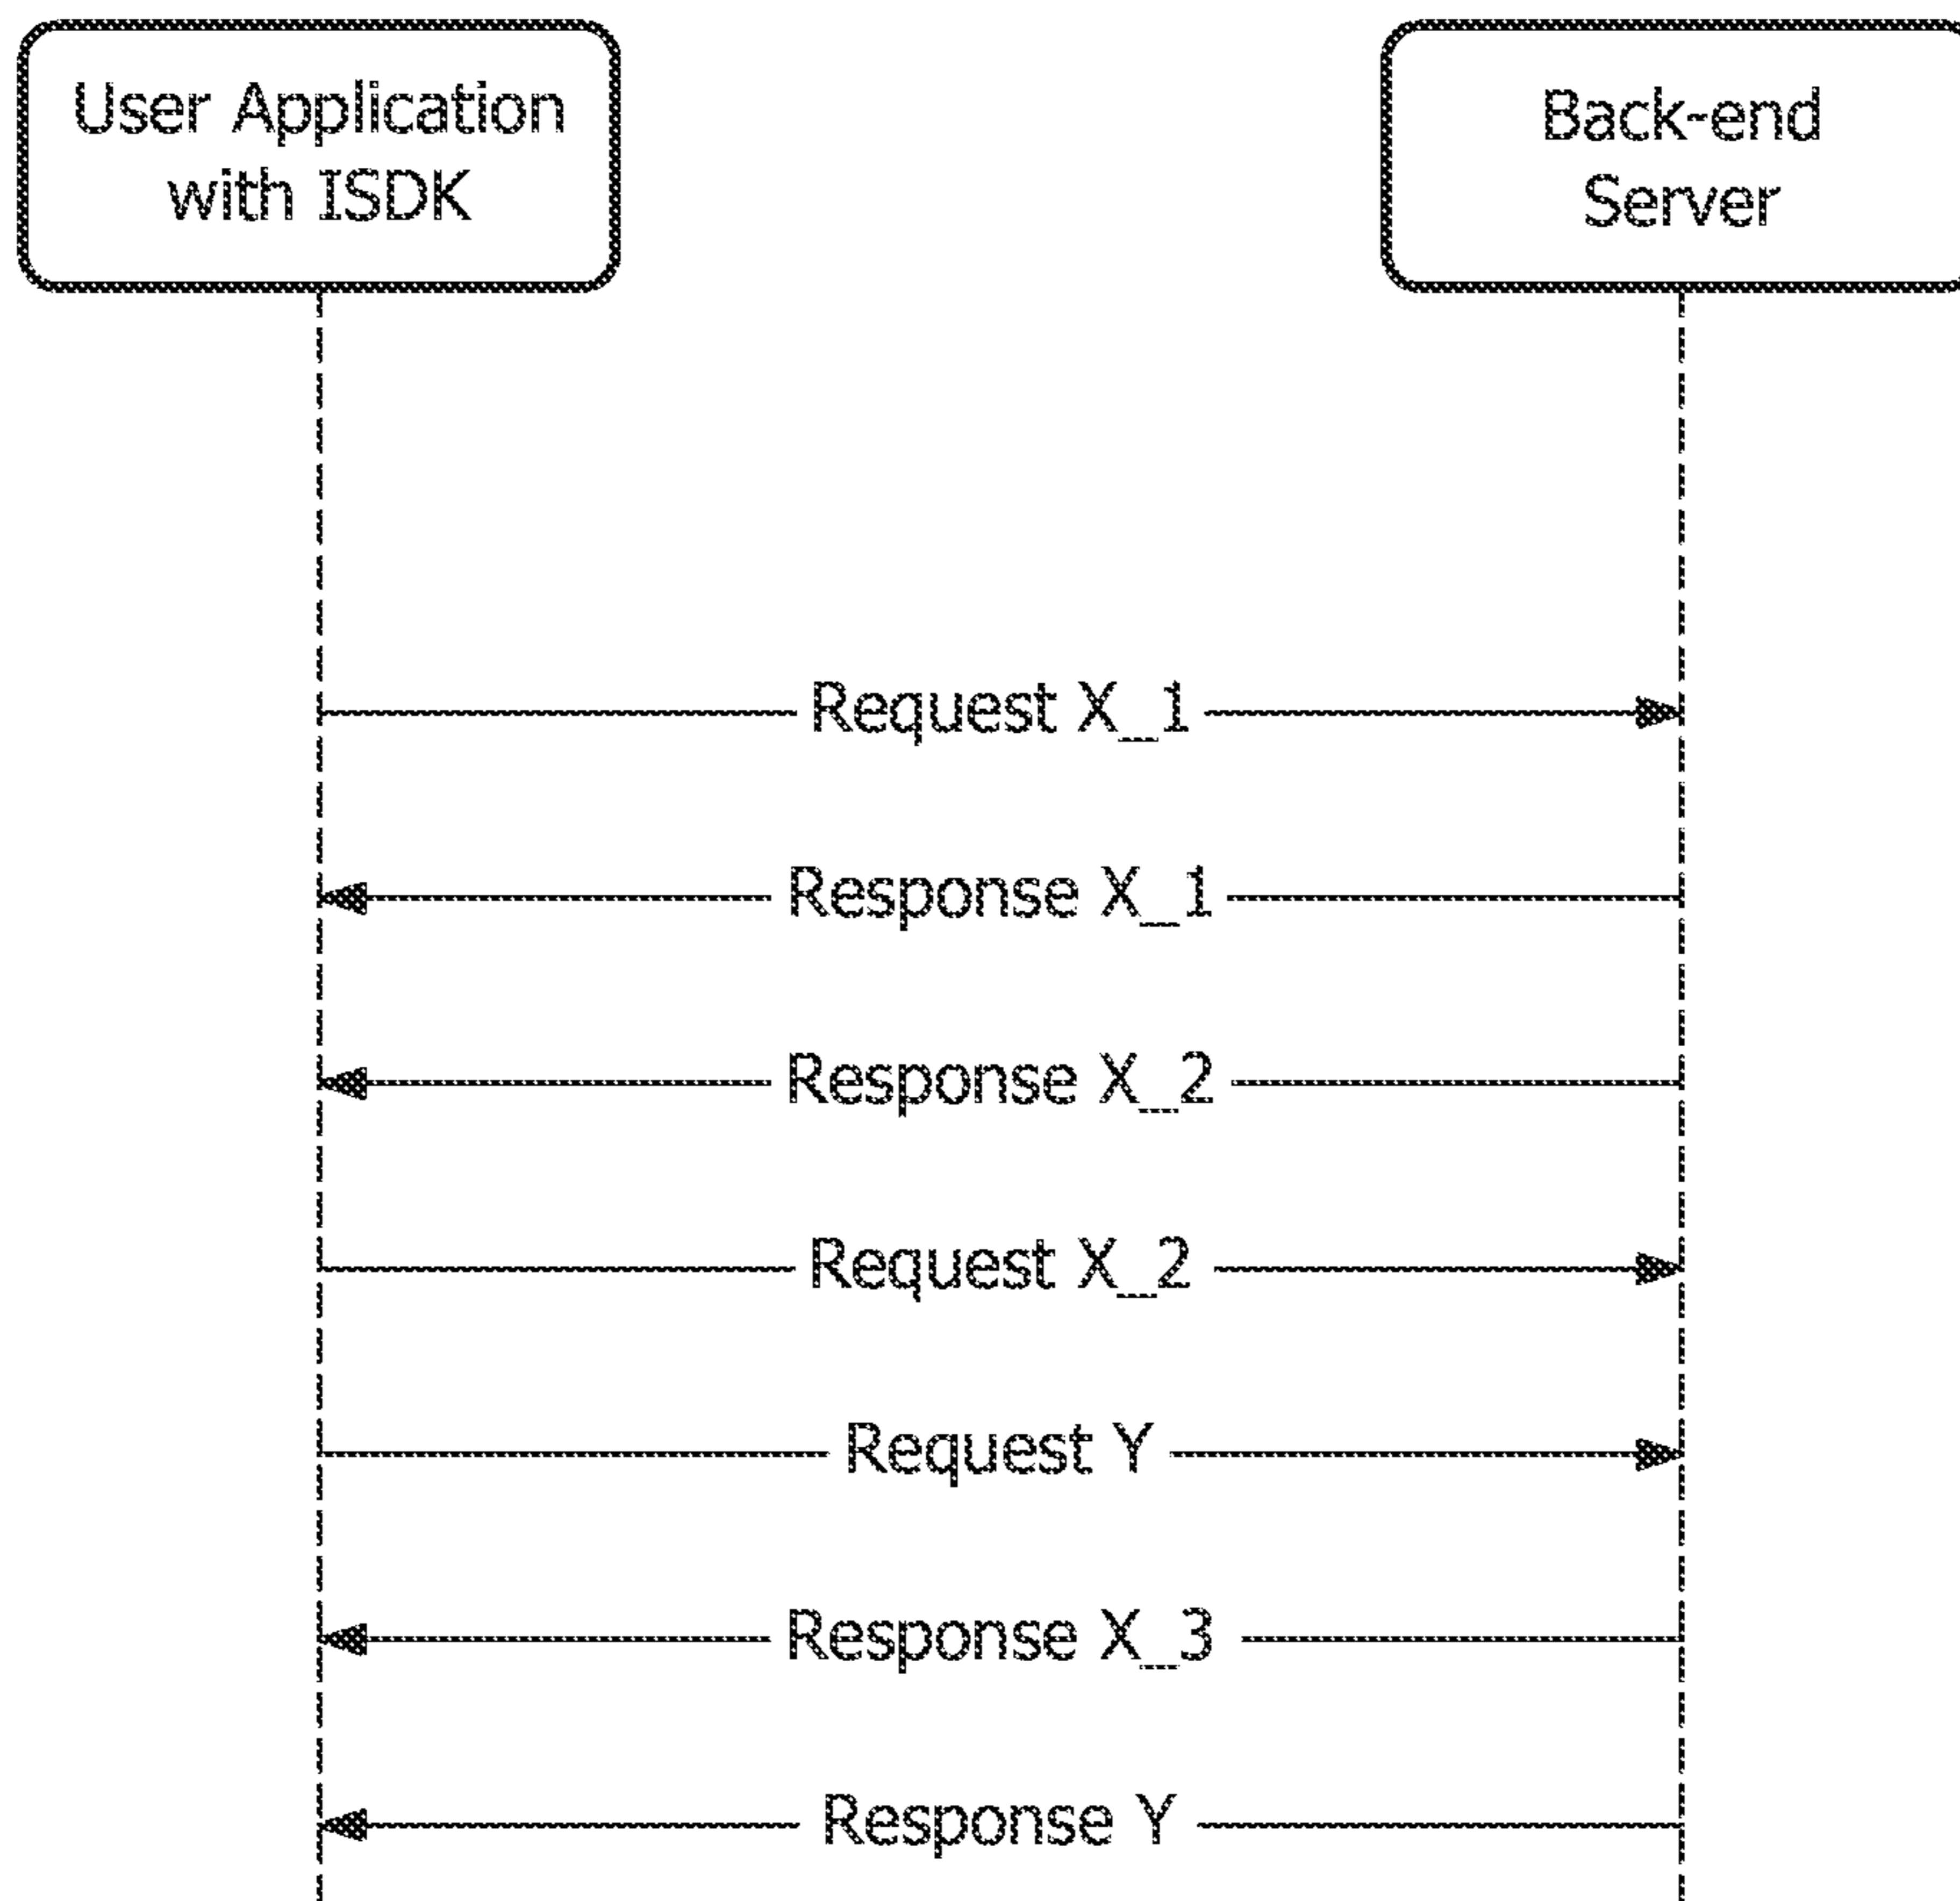 User Application
with ISDK
Back-end
Server
Request X_1
Response X_1
Response X_2
Request X_2
Request Y
Response X_3
Response Y